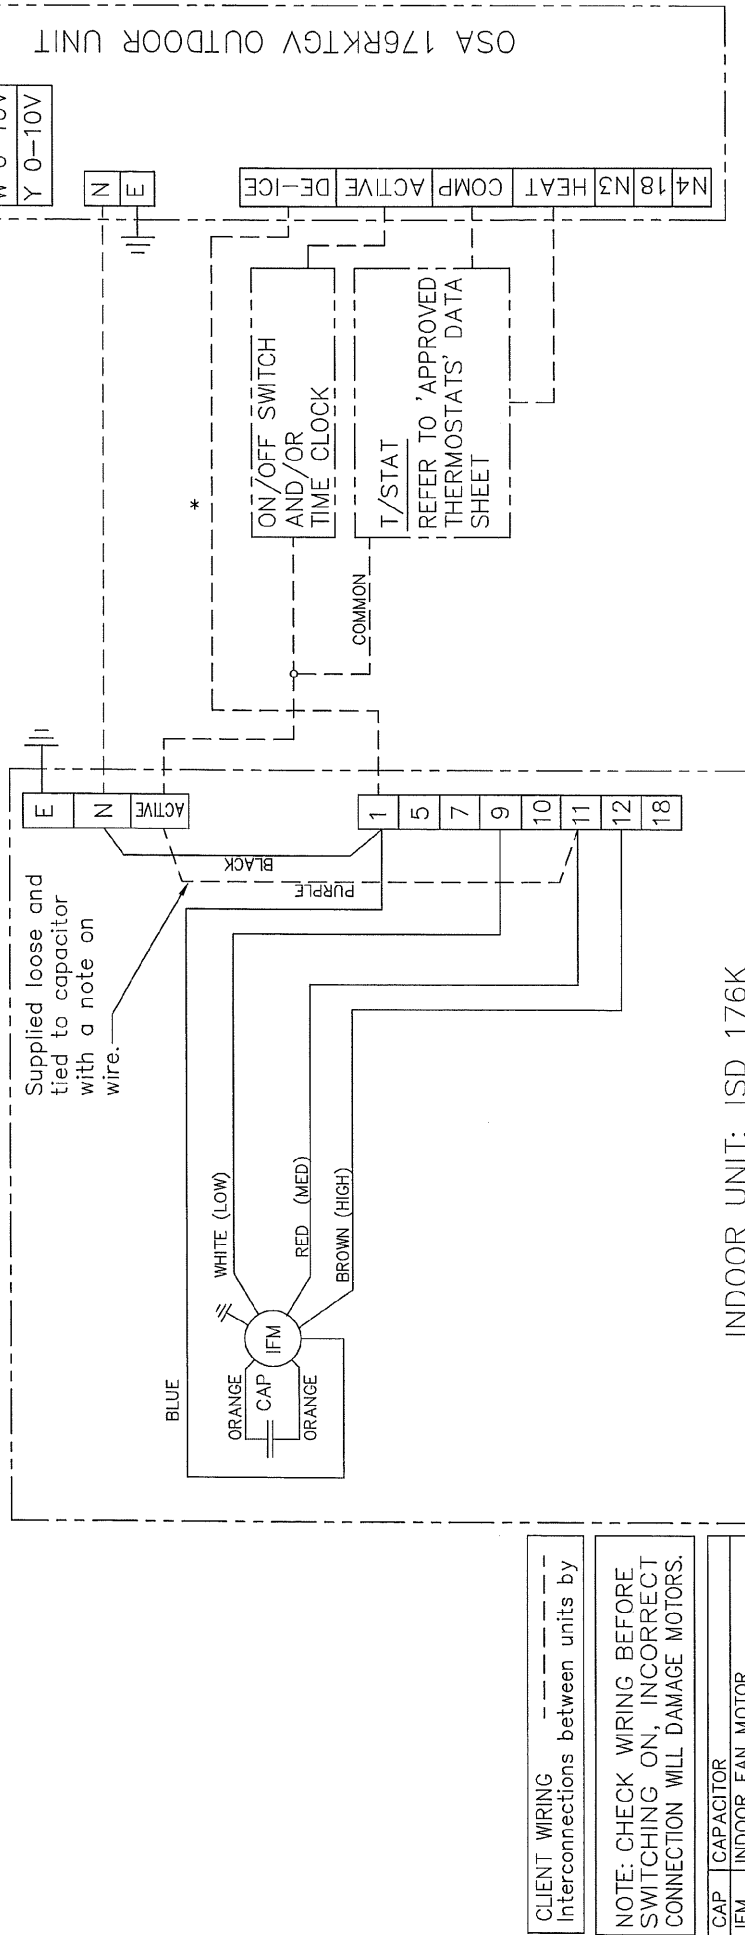 OSA 176RKTGV OUTDOOR UNIT
Y 0-10V
N
E
DE-ICE
ACTIVE
COMP
HEAT
N3
18
N4
ON/OFF SWITCH
AND/OR
TIME CLOCK
T/STAT
REFER TO 'APPROVED
THERMOSTATS' DATA
SHEET
*
COMMON
E
N
ACTIVE
1
5
7
9
10
11
12
18
BLACK
PURPLE
Supplied loose and
tied to capacitor
with a note on
wire.
WHITE (LOW)
RED (MED)
BROWN (HIGH)
BLUE
ORANGE
CAP
ORANGE
IFM
INDOOR UNIT: ISD 176K
CLIENT WIRING
Interconnections between units by
NOTE: CHECK WIRING BEFORE
SWITCHING ON, INCORRECT
CONNECTION WILL DAMAGE MOTORS.
CAP CAPACITOR
IFM INDOOR FAN MOTOR